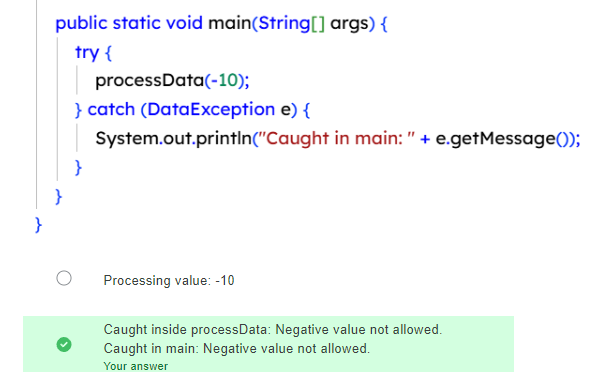 public static void main(String[] args) {
try {
processData(-10);
} catch (DataException e) {
System.out.println("Caught in main: " + e.getMessage());
}
}
}
Processing value: -10
Caught inside processData: Negative value not allowed.
Caught in main: Negative value not allowed.
Your answer